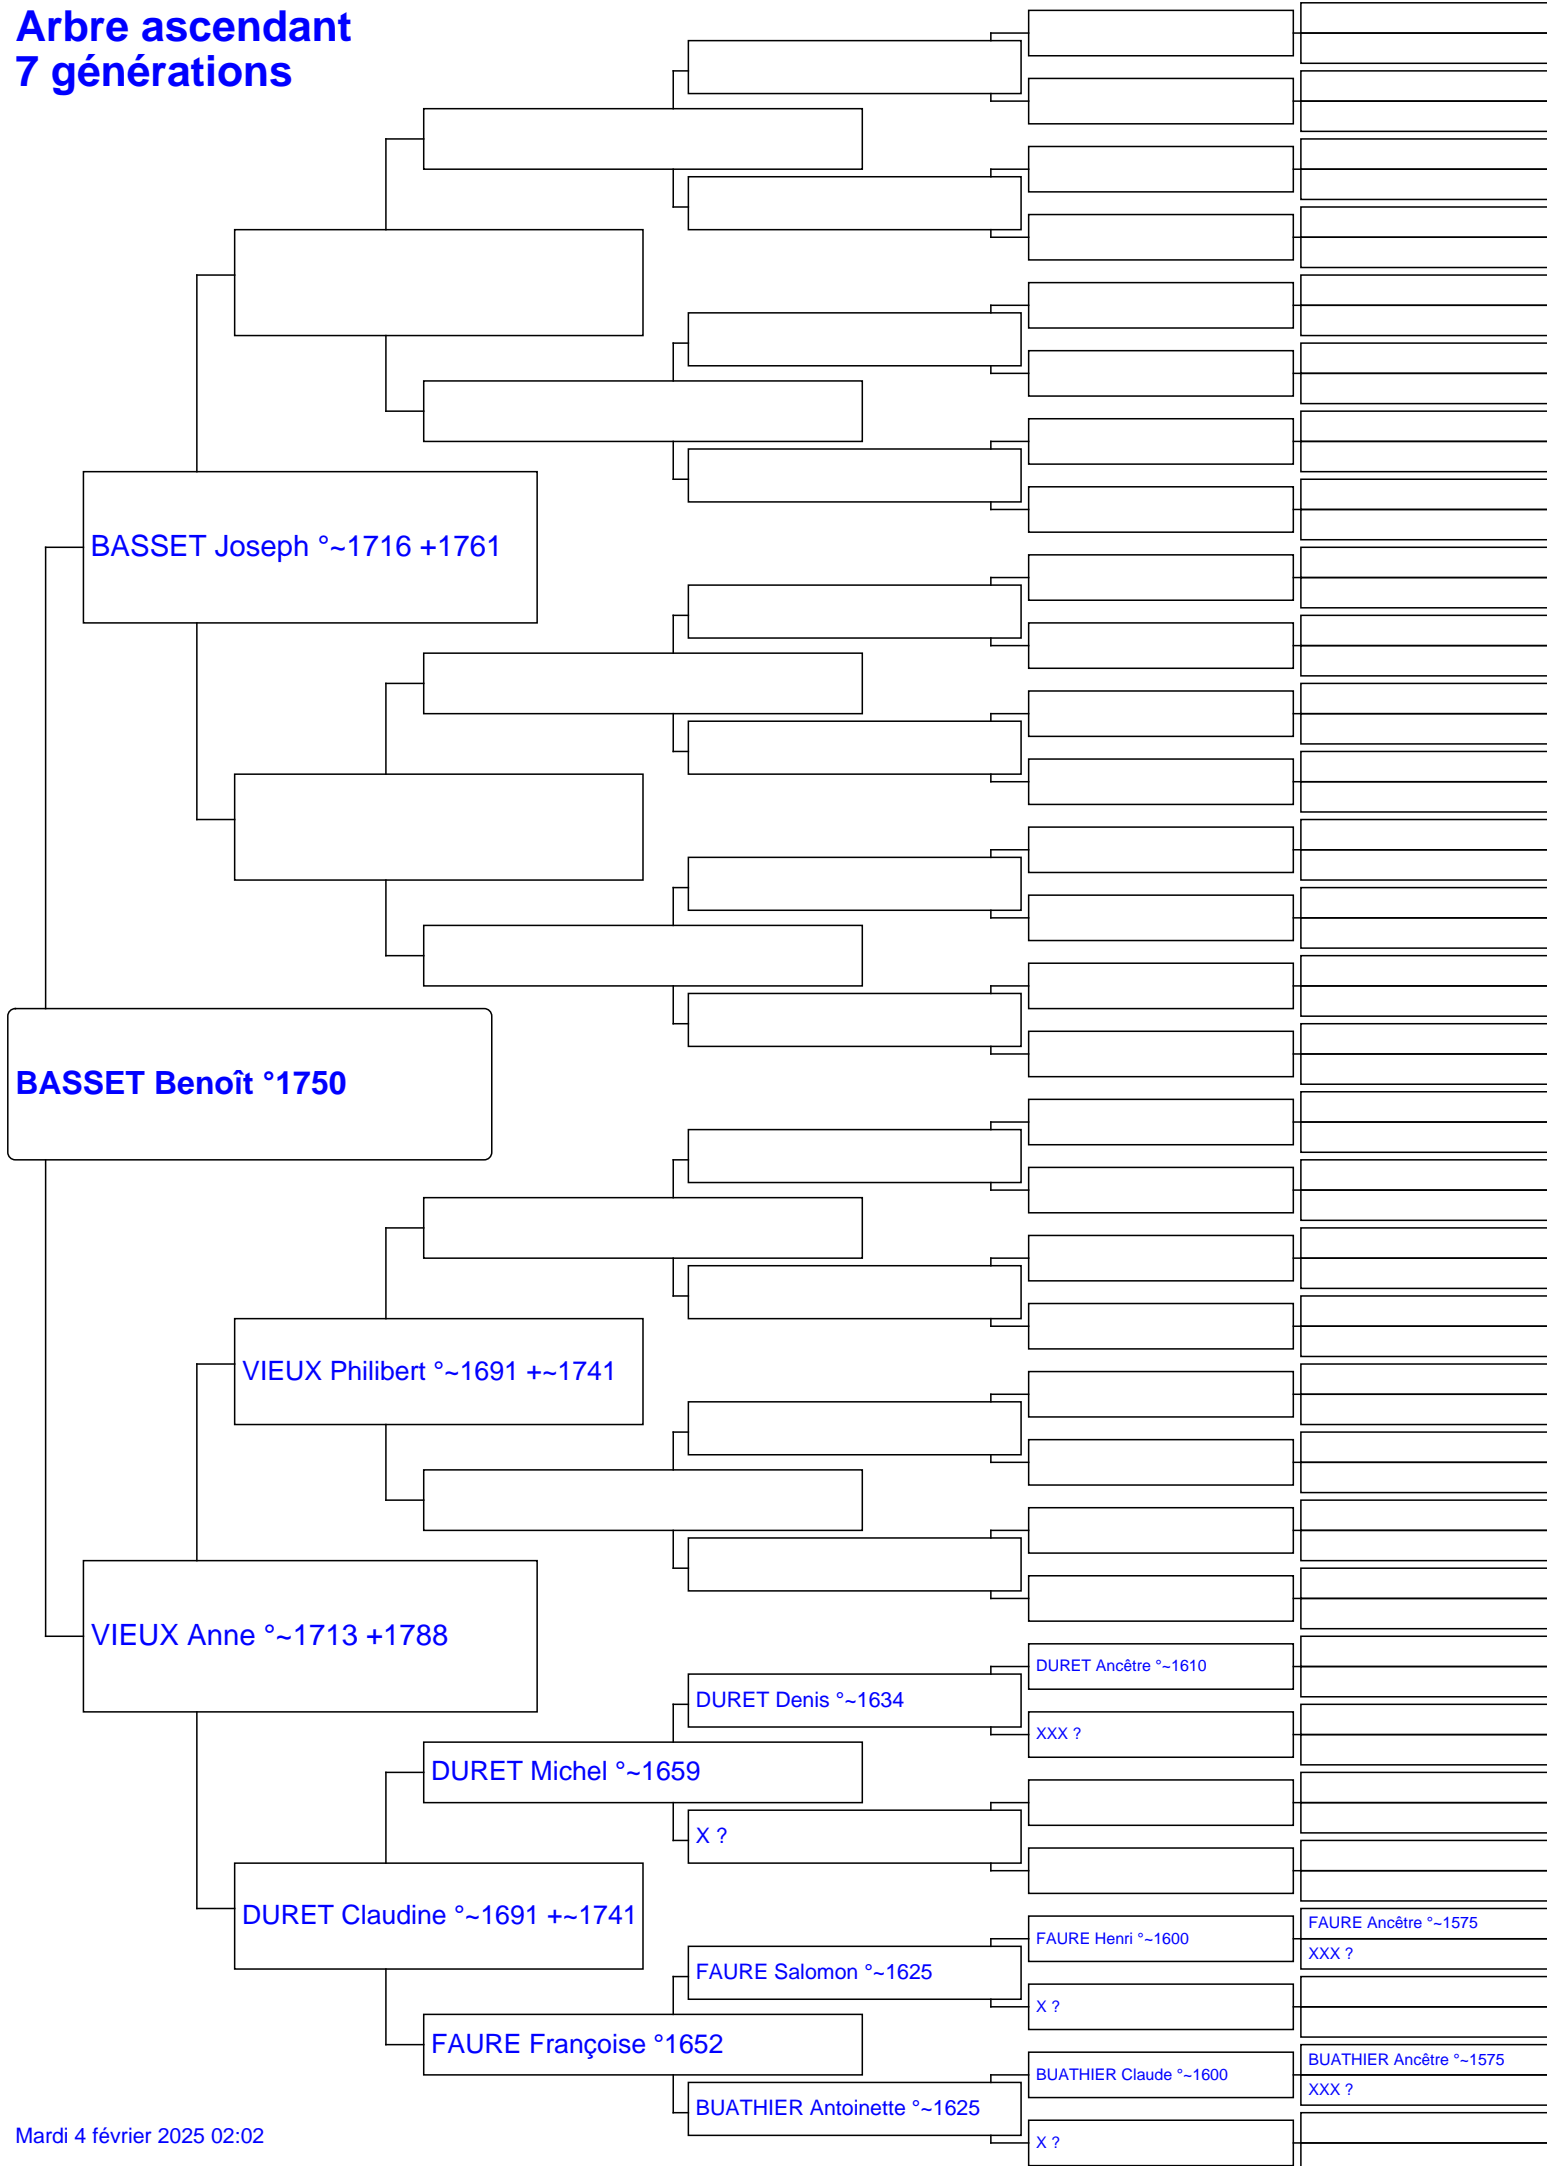 Arbre ascendant
7 générations
BASSET Joseph °~1716 +1761
BASSET Benoît °1750
VIEUX Philibert °~1691 +~1741
VIEUX Anne °~1713 +1788
DURET Ancêtre °~1610
DURET Denis °~1634
XXX ?
DURET Michel °~1659
X ?
DURET Claudine °~1691 +~1741
FAURE Ancêtre °~1575
FAURE Henri °~1600
XXX ?
FAURE Salomon °~1625
X ?
FAURE Françoise °1652
BUATHIER Ancêtre °~1575
BUATHIER Claude °~1600
XXX ?
BUATHIER Antoinette °~1625
X ?
Mardi 4 février 2025 02:02